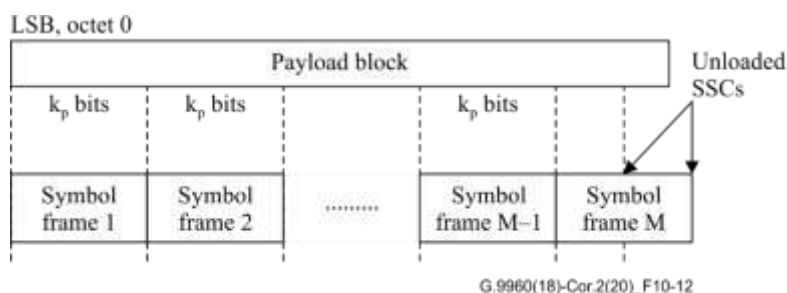 LSB, octet 0
Payload block
Unloaded
SSCs
kp bits
kp bits
kp bits
Symbol
frame 1
Symbol
frame 2
.........
Symbol
frame M–1
Symbol
frame M
G.9960(18)-Cor.2(20)_F10-12